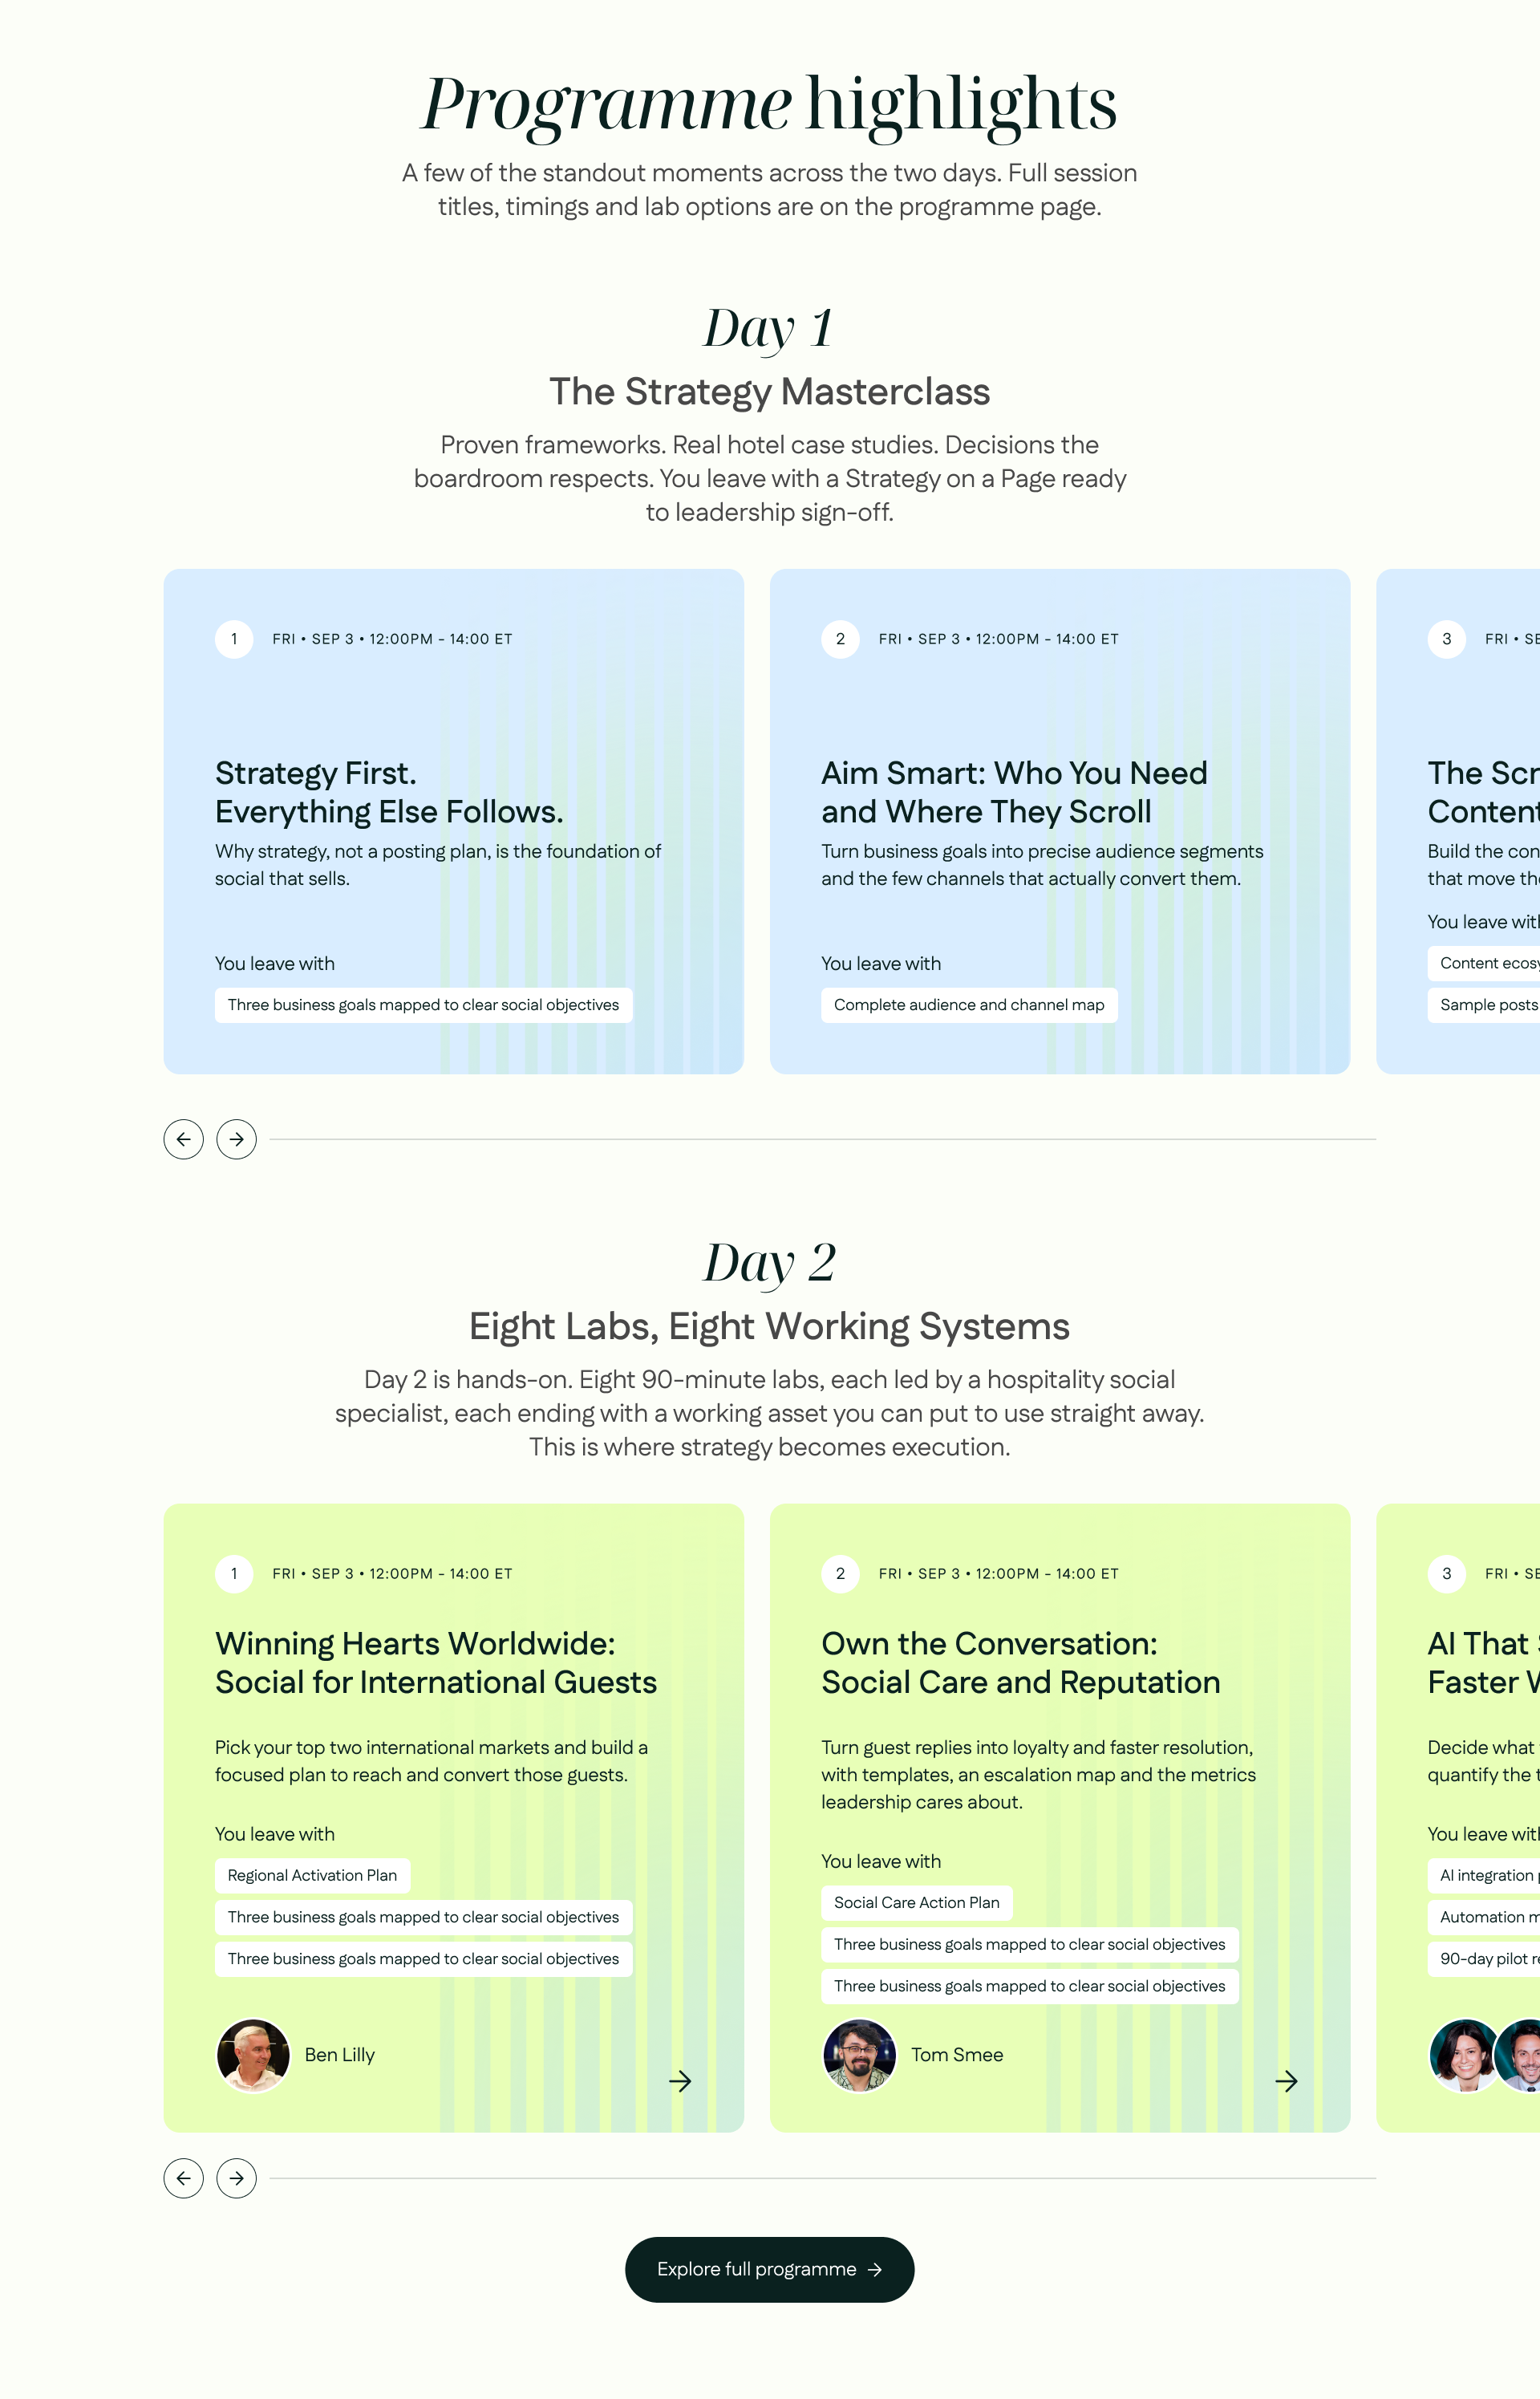 Programme highlights
A few of the standout moments across the two days. Full session
titles, timings and lab options are on the programme page.
Day 1
The Strategy Masterclass
Proven frameworks. Real hotel case studies. Decisions the
boardroom respects. You leave with a Strategy on a Page ready
to leadership sign-off.
1
FRI • SEP 3 • 12:00PM - 14:00 ET
Strategy First.
Everything Else Follows.
Why strategy, not a posting plan, is the foundation of
social that sells.
You leave with
Three business goals mapped to clear social objectives
2
FRI • SEP 3 • 12:00PM - 14:00 ET
Aim Smart: Who You Need
and Where They Scroll
Turn business goals into precise audience segments
and the few channels that actually convert them.
You leave with
Complete audience and channel map
3
FRI •
The
Content
Build the
that move
You leave
Content
Sample posts
Day 2
Eight Labs, Eight Working Systems
Day 2 is hands-on. Eight 90-minute labs, each led by a hospitality social
specialist, each ending with a working asset you can put to use straight away.
This is where strategy becomes execution.
1
FRI • SEP 3 • 12:00PM - 14:00 ET
Winning Hearts Worldwide:
Social for International Guests
Pick your top two international markets and build a
focused plan to reach and convert those guests.
You leave with
Regional Activation Plan
Three business goals mapped to clear social objectives
Three business goals mapped to clear social objectives
Ben Lilly
2
FRI • SEP 3 • 12:00PM - 14:00 ET
Own the Conversation:
Social Care and Reputation
Turn guest replies into loyalty and faster resolution,
with templates, an escalation map and the metrics
leadership cares about.
You leave with
Social Care Action Plan
Three business goals mapped to clear social objectives
Three business goals mapped to clear social objectives
Tom Smee
3
FRI •
AI That
Faster
Decide what
quantify the
You leave
AI integration
Automation
90-day pilot
Explore full programme